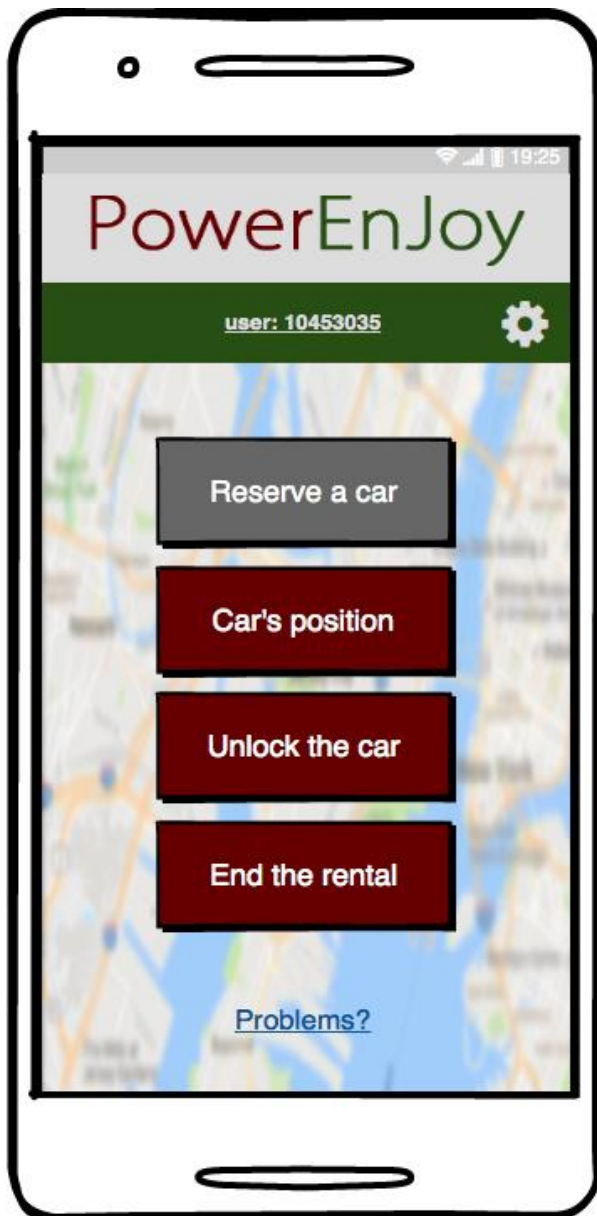 19:25
PowerEnJoy
user: 10453035
Reserve a car
Car's position
Unlock the car
End the rental
Problems?